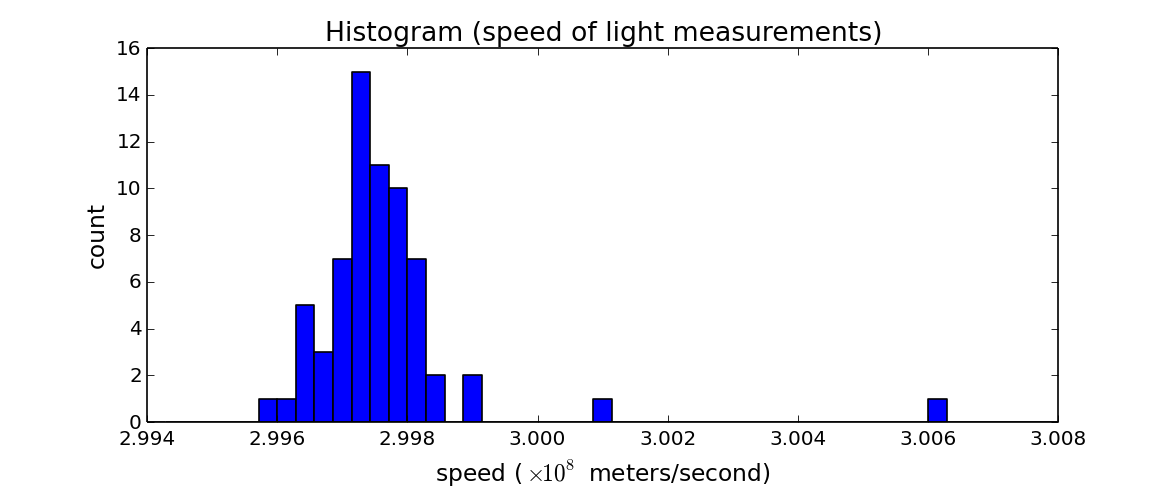 Histogram (speed of light measurements)
16
14
12
10
8
6
4
2
0
count
2.994 2.996 2.998 3.000 3.002 3.004 3.006 3.008
speed (×10⁸ meters/second)